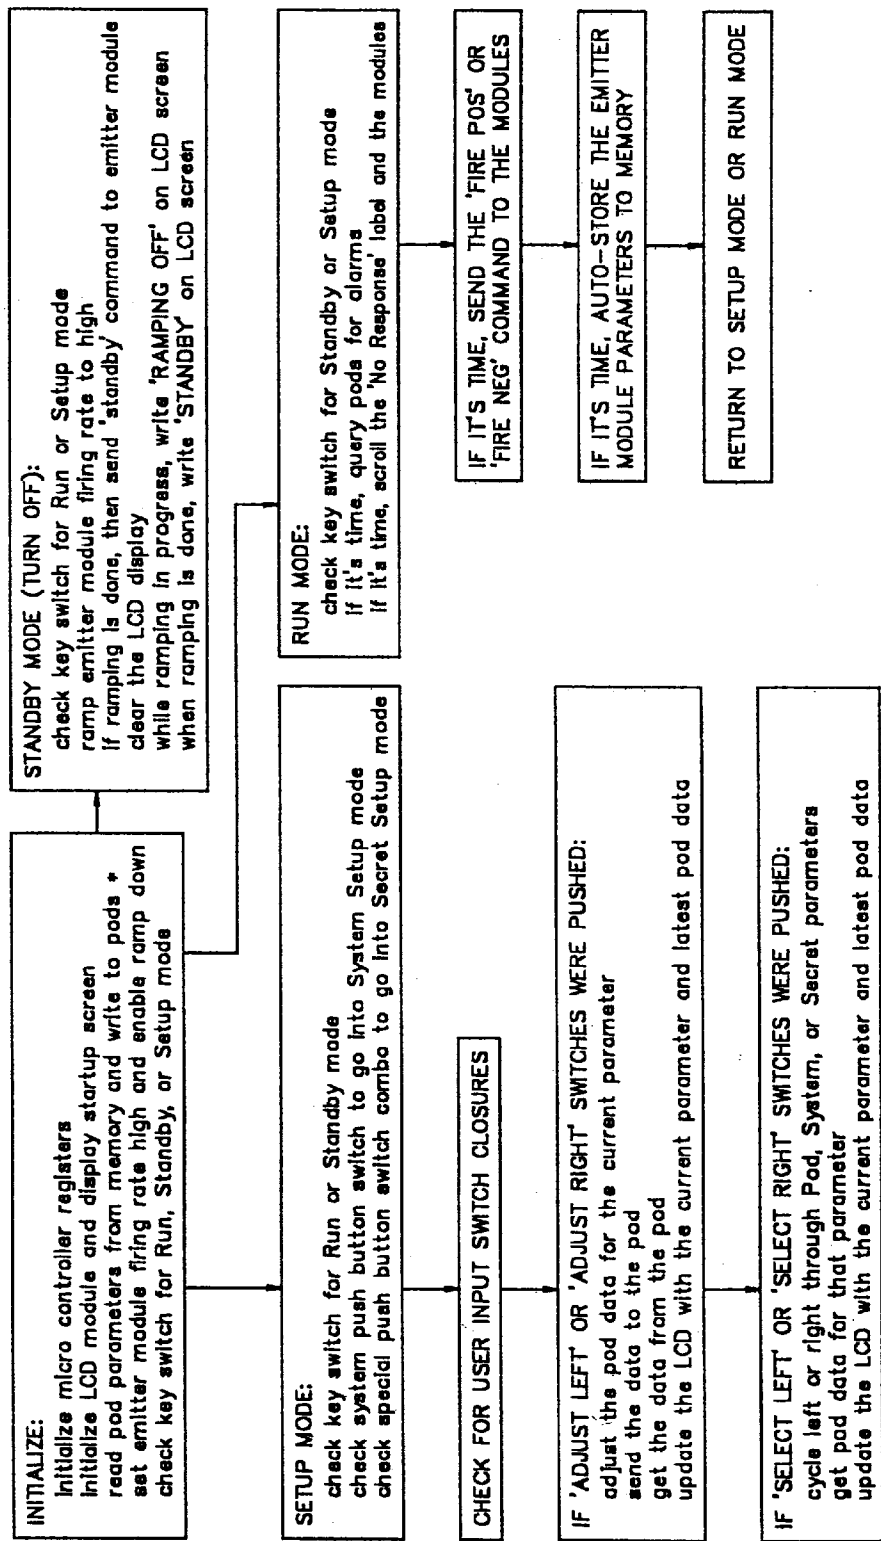 INITIALIZE:
Initialize micro controller registers
Initialize LCD module and display startup screen
read pod parameters from memory and write to pods *
set emitter module firing rate high and enable ramp down
check key switch for Run, Standby, or Setup mode
STANDBY MODE (TURN OFF):
check key switch for Run or Setup mode
ramp emitter module firing rate to high
If ramping is done, then send 'standby' command to emitter module
clear the LCD display
while ramping in progress, write 'RAMPING OFF' on LCD screen
when ramping is done, write 'STANDBY' on LCD screen
SETUP MODE:
check key switch for Run or Standby mode
check system push button switch to go Into System Setup mode
check special push button switch combo to go Into Secret Setup mode
CHECK FOR USER INPUT SWITCH CLOSURES
IF 'ADJUST LEFT' OR 'ADJUST RIGHT' SWITCHES WERE PUSHED:
adjust the pod data for the current parameter
send the data to the pod
get the data from the pod
update the LCD with the current parameter and latest pod data
IF 'SELECT LEFT' OR 'SELECT RIGHT' SWITCHES WERE PUSHED:
cycle left or right through Pod, System, or Secret parameters
get pod data for that parameter
update the LCD with the current parameter and latest pod data
RUN MODE:
check key switch for Standby or Setup mode
If It's time, query pods for alarms
If It's time, scroll the 'No Response' label and the modules
IF IT'S TIME, SEND THE 'FIRE POS' OR
'FIRE NEG' COMMAND TO THE MODULES
IF IT'S TIME, AUTO-STORE THE EMITTER
MODULE PARAMETERS TO MEMORY
RETURN TO SETUP MODE OR RUN MODE